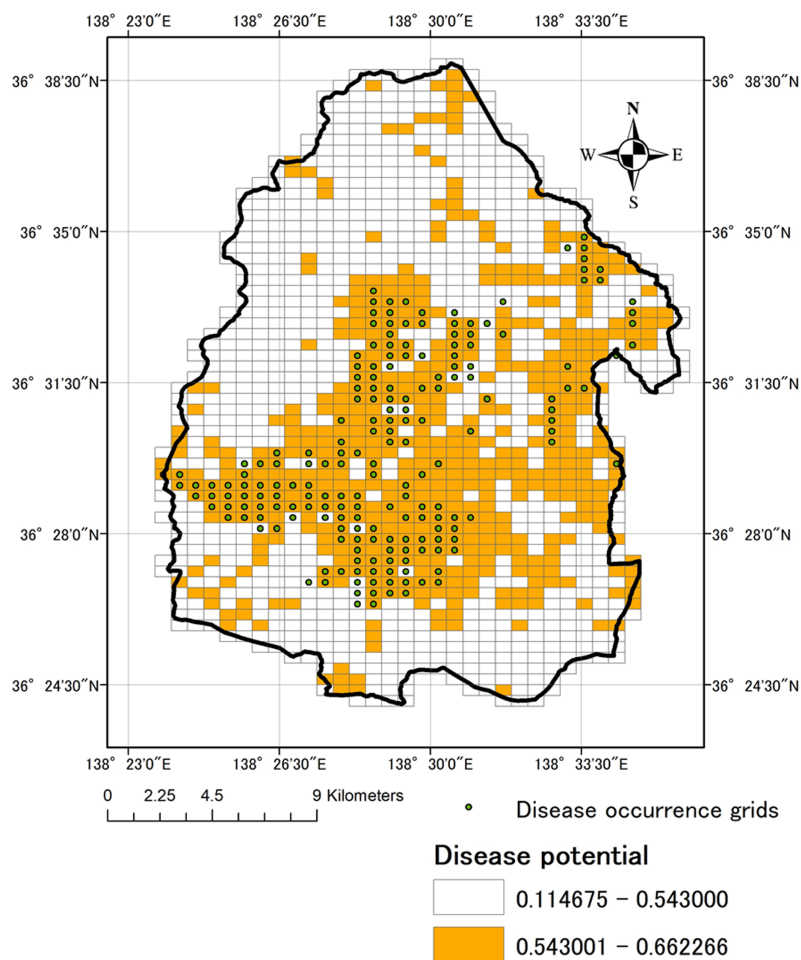 138° 23'0"E 138° 26'30"E 138° 30'0"E 138° 33'30"E
36° 38'30"N 36° 38'30"N
N
W E
S
36° 35'0"N 36° 35'0"N
36° 31'30"N 36° 31'30"N
36° 28'0"N 36° 28'0"N
36° 24'30"N 36° 24'30"N
138° 23'0"E 138° 26'30"E 138° 30'0"E 138° 33'30"E
0 2.25 4.5 9 Kilometers
Disease occurrence grids
Disease potential
0.114675 - 0.543000
0.543001 - 0.662266